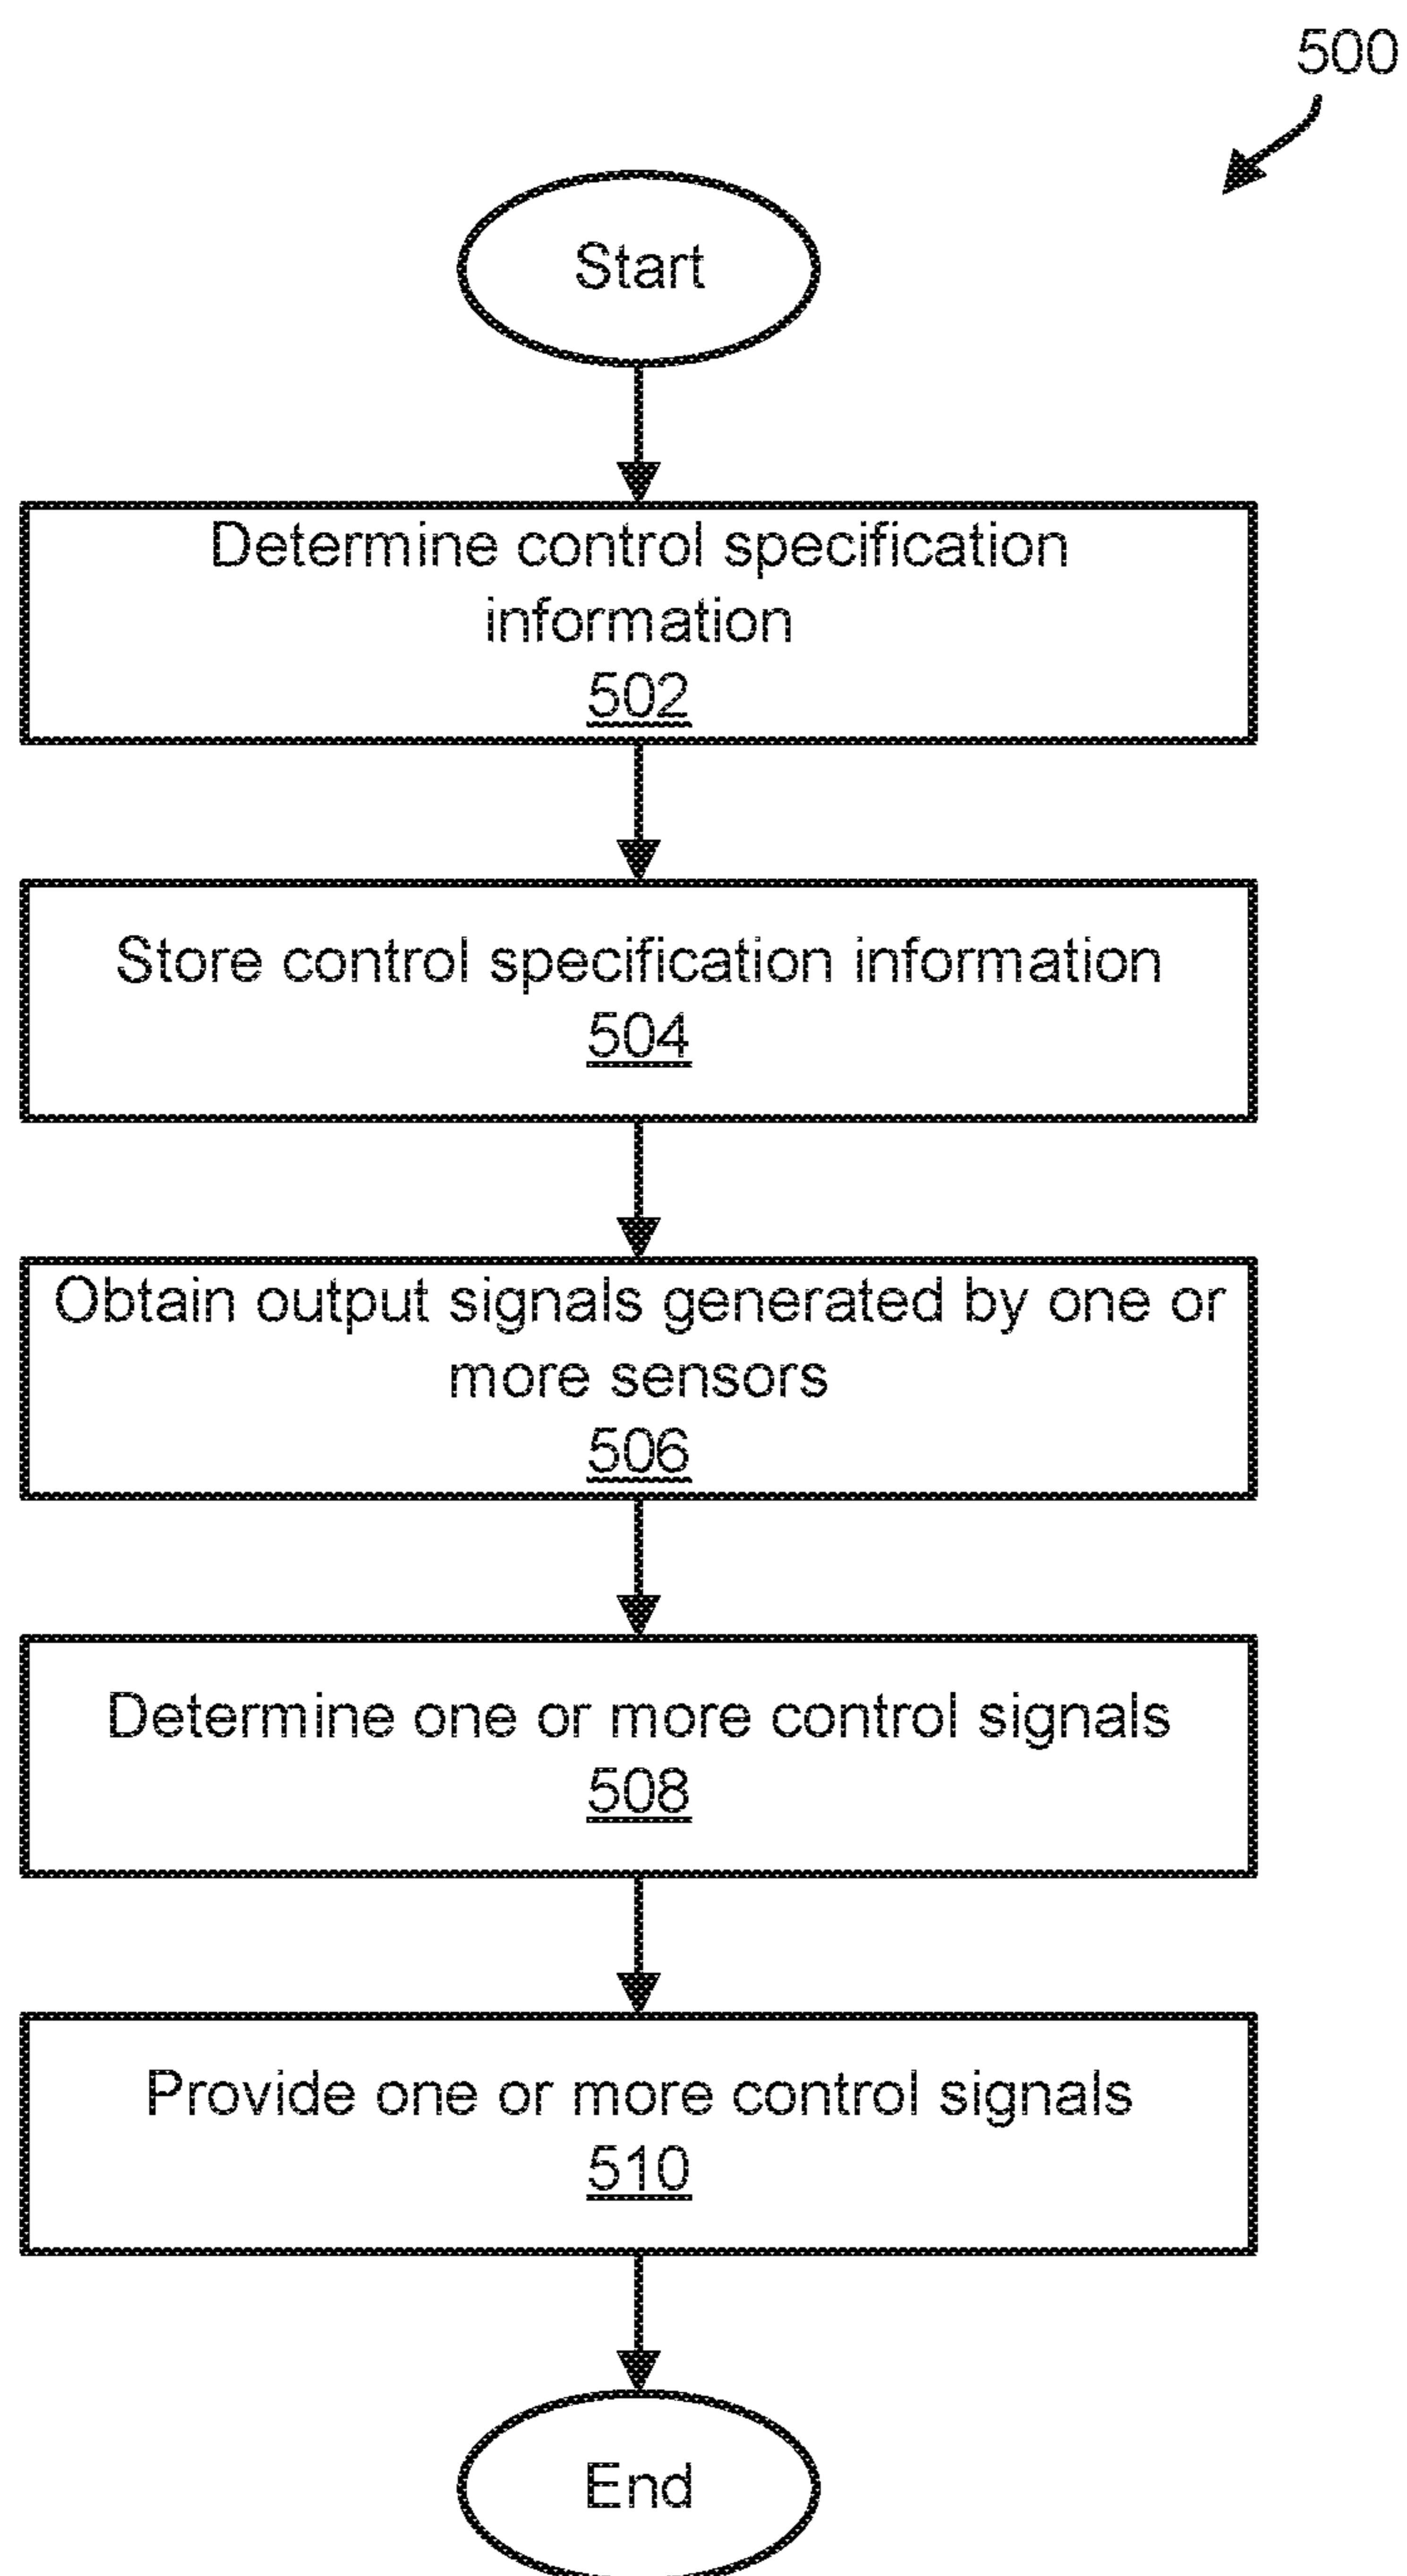 500
Start
Determine control specification
information
502
Store control specification information
504
Obtain output signals generated by one or
more sensors
506
Determine one or more control signals
508
Provide one or more control signals
510
End